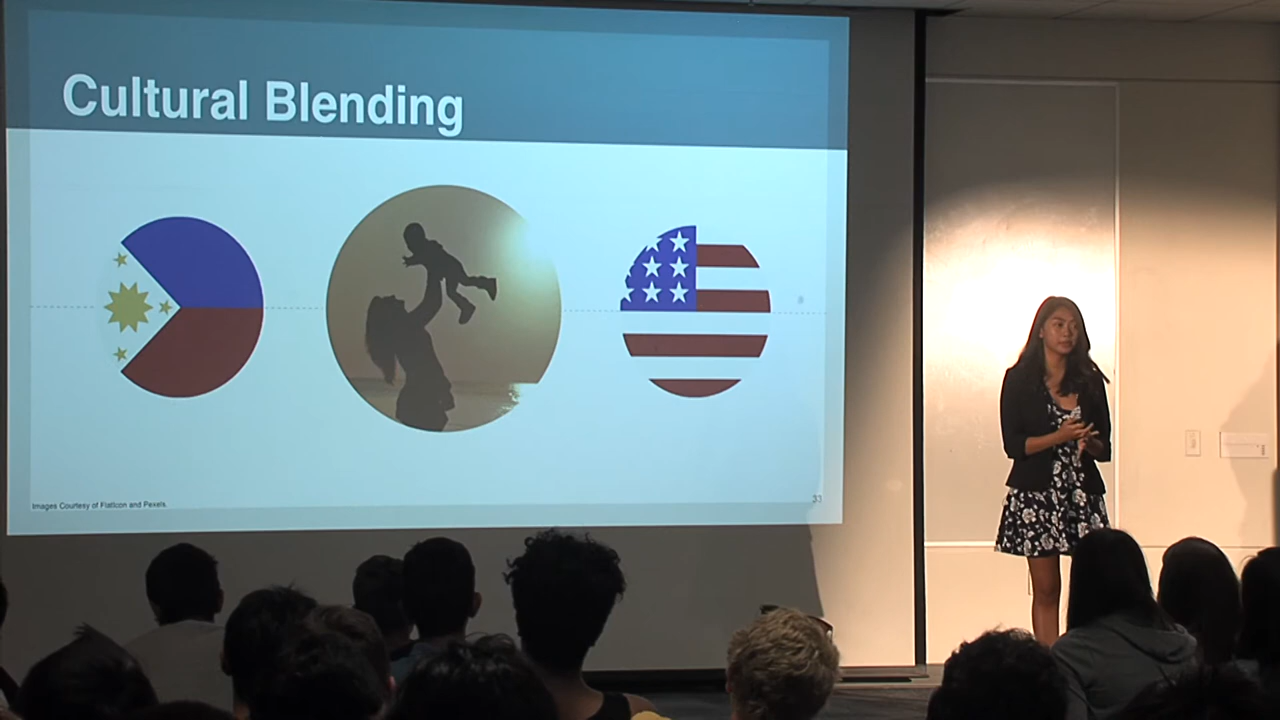 Cultural Blending
Images Courtesy of Flaticon and Pexels.
33